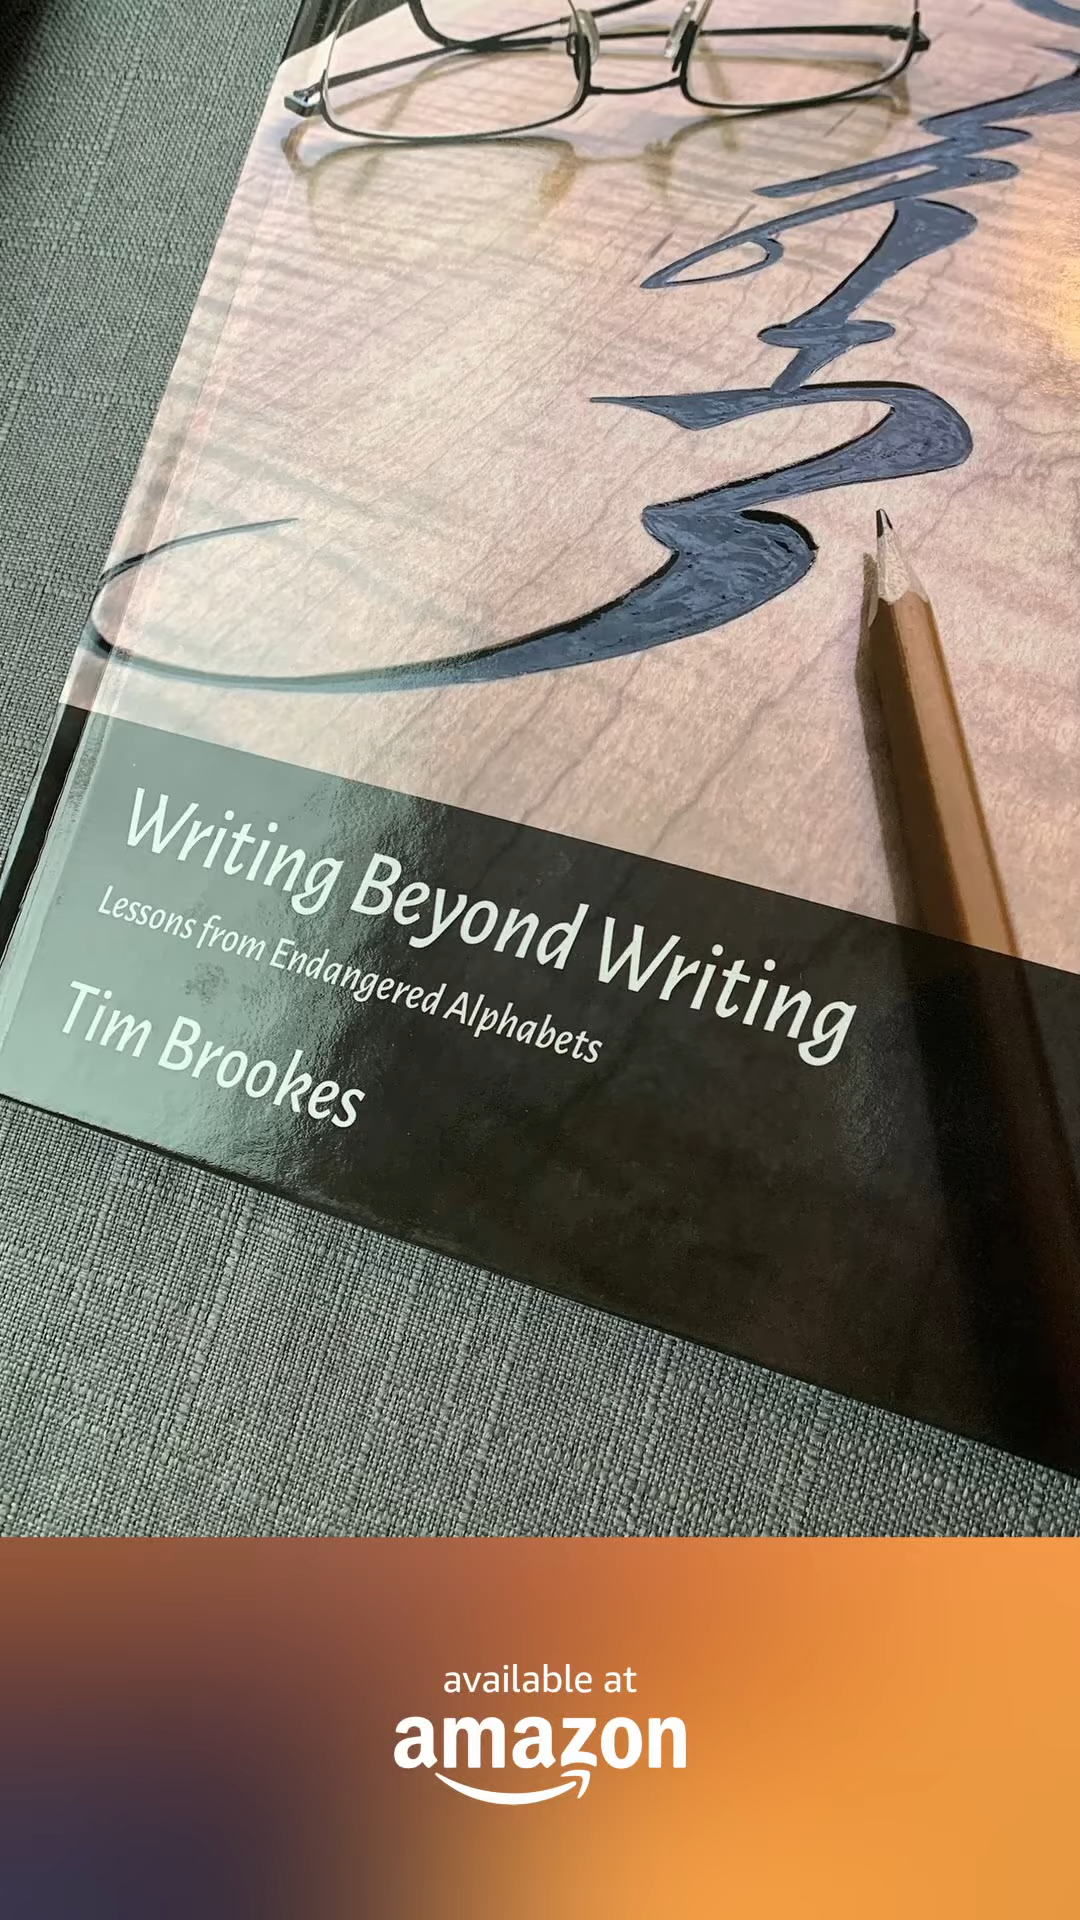 Writing Beyond Writing
Lessons from Endangered Alphabets
Tim Brookes
available at
amazon